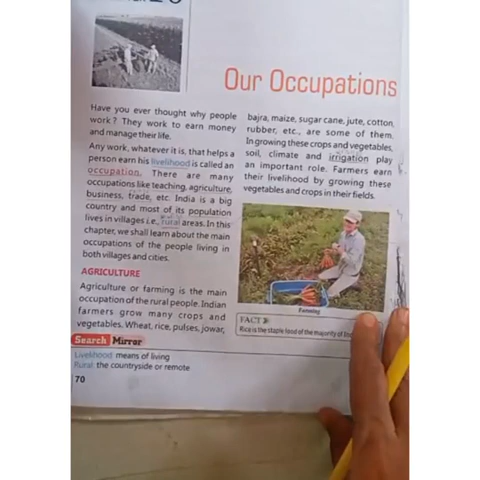 Our Occupations
Have you ever thought why people
work ? They work to earn money
and manage their life.
Any work, whatever it is, that helps a
person earn his livelihood is called an
occupation. There are many
occupations like teaching, agriculture,
business, trade, etc. India is a big
country and most of its population
lives in villages i.e., rural areas. In this
chapter, we shall learn about the main
occupations of the people living in
both villages and cities.
AGRICULTURE
Agriculture or farming is the main
occupation of the rural people. Indian
farmers grow many crops and
vegetables. Wheat, rice, pulses, jowar,
bajra, maize, sugar cane, jute, cotton,
rubber, etc., are some of them.
In growing these crops and vegetables,
soil, climate and irrigation play
an important role. Farmers earn
their livelihood by growing these
vegetables and crops in their fields.
Farming
FACT
Rice is the staple food of the majority of
Search Mirror
Livelihood: means of living
Rural: the countryside or remote
70